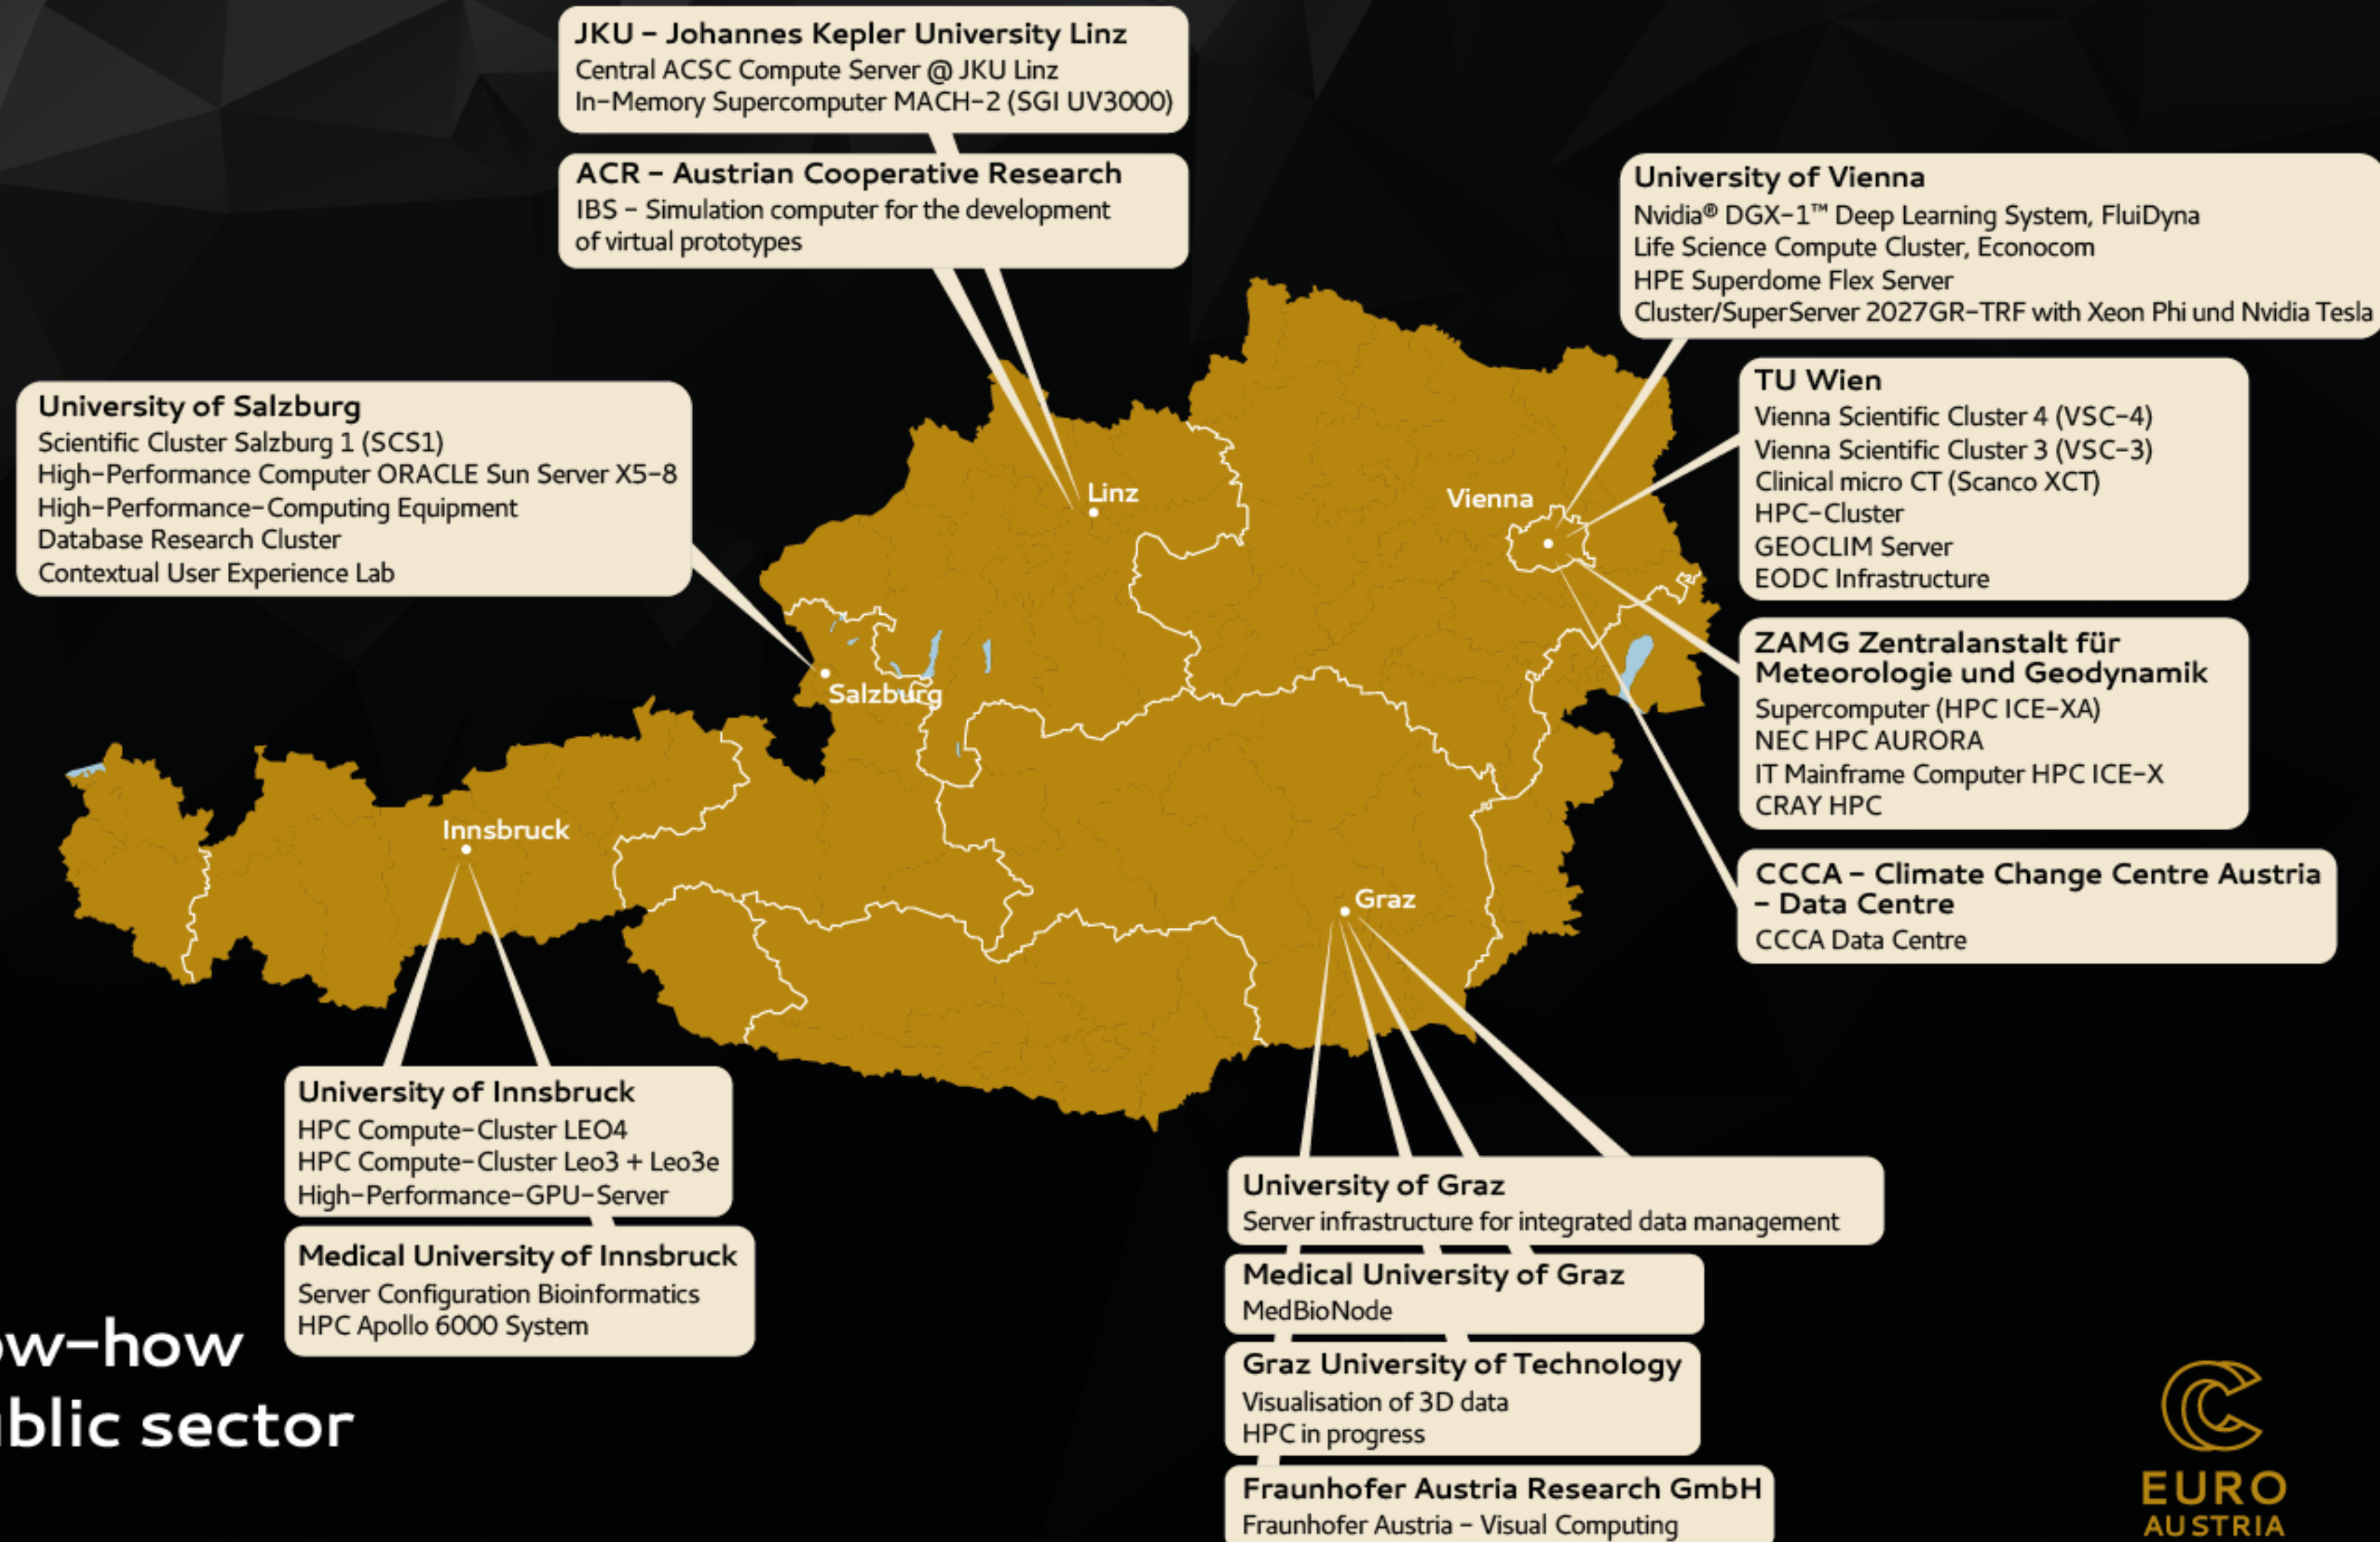 JKU – Johannes Kepler University Linz
Central ACSC Compute Server @ JKU Linz
In-Memory Supercomputer MACH-2 (SGI UV3000)
ACR – Austrian Cooperative Research
IBS – Simulation computer for the development
of virtual prototypes
University of Vienna
Nvidia® DGX-1™ Deep Learning System, FluiDyna
Life Science Compute Cluster, Econocom
HPE Superdome Flex Server
Cluster/SuperServer 2027GR-TRF with Xeon Phi und Nvidia Tesla
TU Wien
Vienna Scientific Cluster 4 (VSC-4)
Vienna Scientific Cluster 3 (VSC-3)
Clinical micro CT (Scanco XCT)
HPC-Cluster
GEOCLIM Server
EODC Infrastructure
University of Salzburg
Scientific Cluster Salzburg 1 (SCS1)
High-Performance Computer ORACLE Sun Server X5-8
High-Performance-Computing Equipment
Database Research Cluster
Contextual User Experience Lab
Linz
Vienna
Salzburg
Innsbruck
Graz
ZAMG Zentralanstalt für
Meteorologie und Geodynamik
Supercomputer (HPC ICE-XA)
NEC HPC AURORA
IT Mainframe Computer HPC ICE-X
CRAY HPC
CCCA – Climate Change Centre Austria
– Data Centre
CCCA Data Centre
University of Innsbruck
HPC Compute-Cluster LEO4
HPC Compute-Cluster Leo3 + Leo3e
High-Performance-GPU-Server
Medical University of Innsbruck
Server Configuration Bioinformatics
HPC Apollo 6000 System
University of Graz
Server infrastructure for integrated data management
Medical University of Graz
MedBioNode
Graz University of Technology
Visualisation of 3D data
HPC in progress
Fraunhofer Austria Research GmbH
Fraunhofer Austria – Visual Computing
ow-how
blic sector
EURO
AUSTRIA